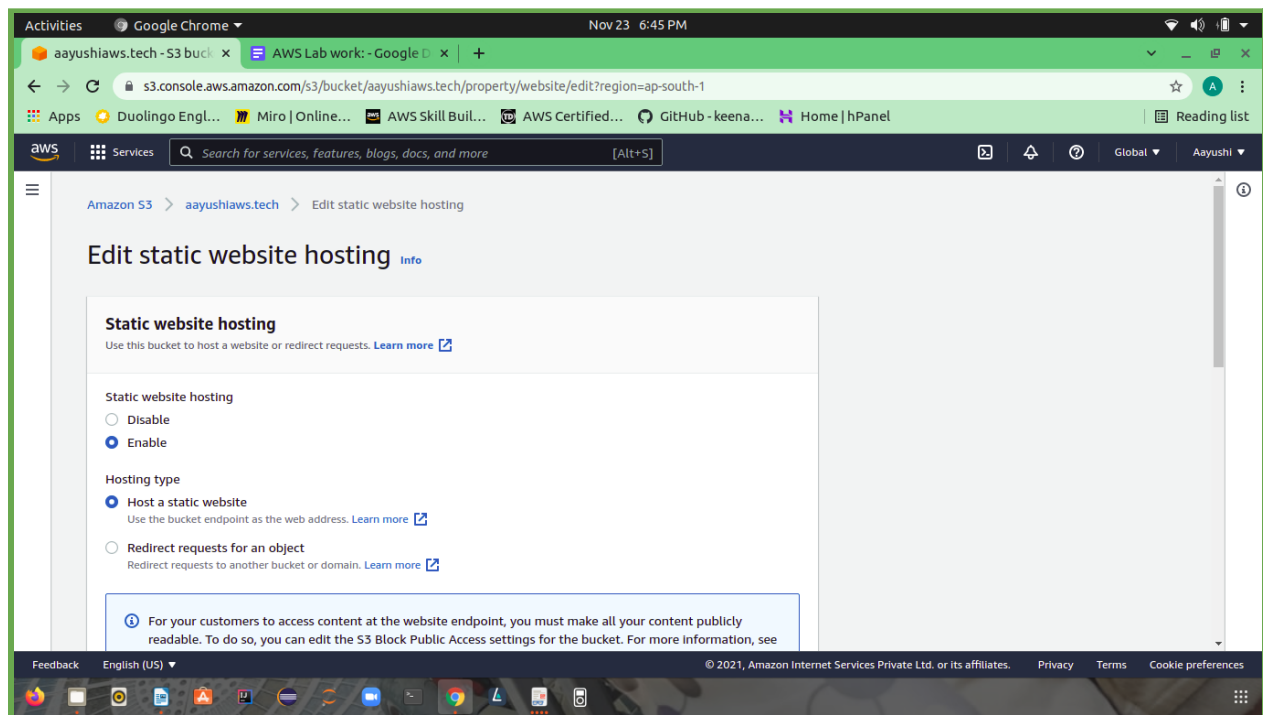 Activities Google Chrome ▼ Nov 23 6:45 PM
aayushiaws.tech - S3 buck × AWS Lab work: - Google D × +
s3.console.aws.amazon.com/s3/bucket/aayushiaws.tech/property/website/edit?region=ap-south-1 A
Apps Duolingo Engl... Miro | Online... AWS Skill Buil... AWS Certified... GitHub - keena... Home | hPanel Reading list
aws Services Search for services, features, blogs, docs, and more [Alt+S] Global ▼ Aayushi ▼
Amazon S3 > aayushiaws.tech > Edit static website hosting
Edit static website hosting Info
Static website hosting
Use this bucket to host a website or redirect requests. Learn more
Static website hosting
Disable
Enable
Hosting type
Host a static website
Use the bucket endpoint as the web address. Learn more
Redirect requests for an object
Redirect requests to another bucket or domain. Learn more
For your customers to access content at the website endpoint, you must make all your content publicly
readable. To do so, you can edit the S3 Block Public Access settings for the bucket. For more information, see
Feedback English (US) ▼ © 2021, Amazon Internet Services Private Ltd. or its affiliates. Privacy Terms Cookie preferences